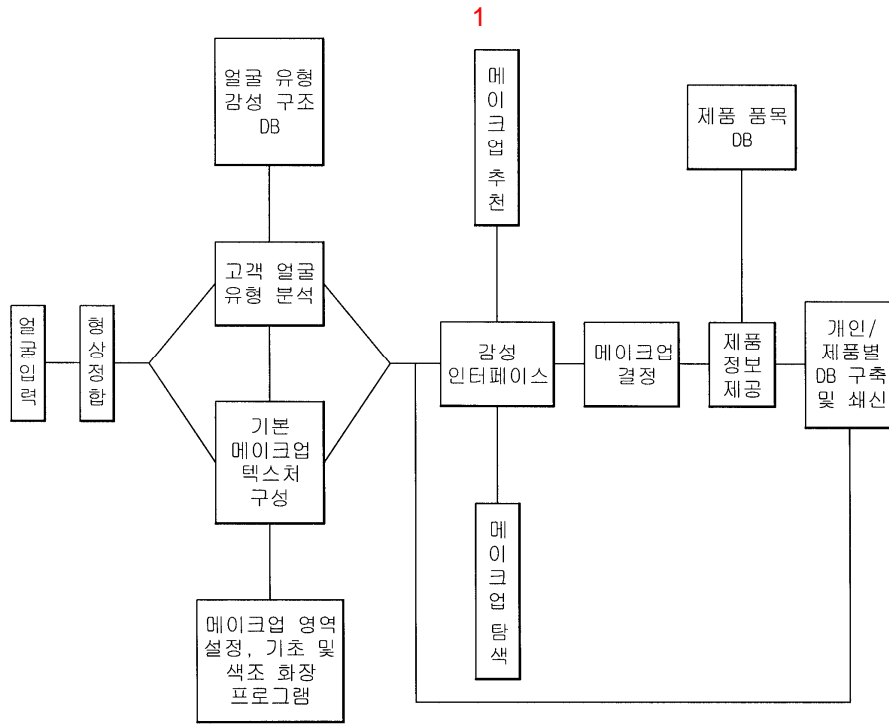 1
얼굴 유형
감성 구조
DB
메이크업 추천
제품 품목
DB
고객 얼굴
유형 분석
얼굴입력
형상정합
감성
인터페이스
메이크업
결정
제품
정보
제공
개인/
제품별
DB 구축
및 쇄신
기본
메이크업
텍스처
구성
메이크업 탐색
메이크업 영역
설정, 기초 및
색조 화장
프로그램